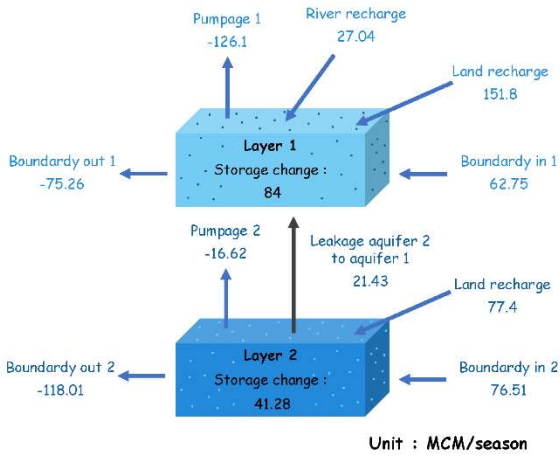 Pumpage 1
-126.1
River recharge
27.04
Land recharge
151.8
Layer 1
Storage change :
84
Boundardy out 1
-75.26
Boundardy in 1
62.75
Pumpage 2
-16.62
Leakage aquifer 2
to aquifer 1
21.43
Land recharge
77.4
Layer 2
Storage change :
41.28
Boundardy out 2
-118.01
Boundardy in 2
76.51
Unit : MCM/season